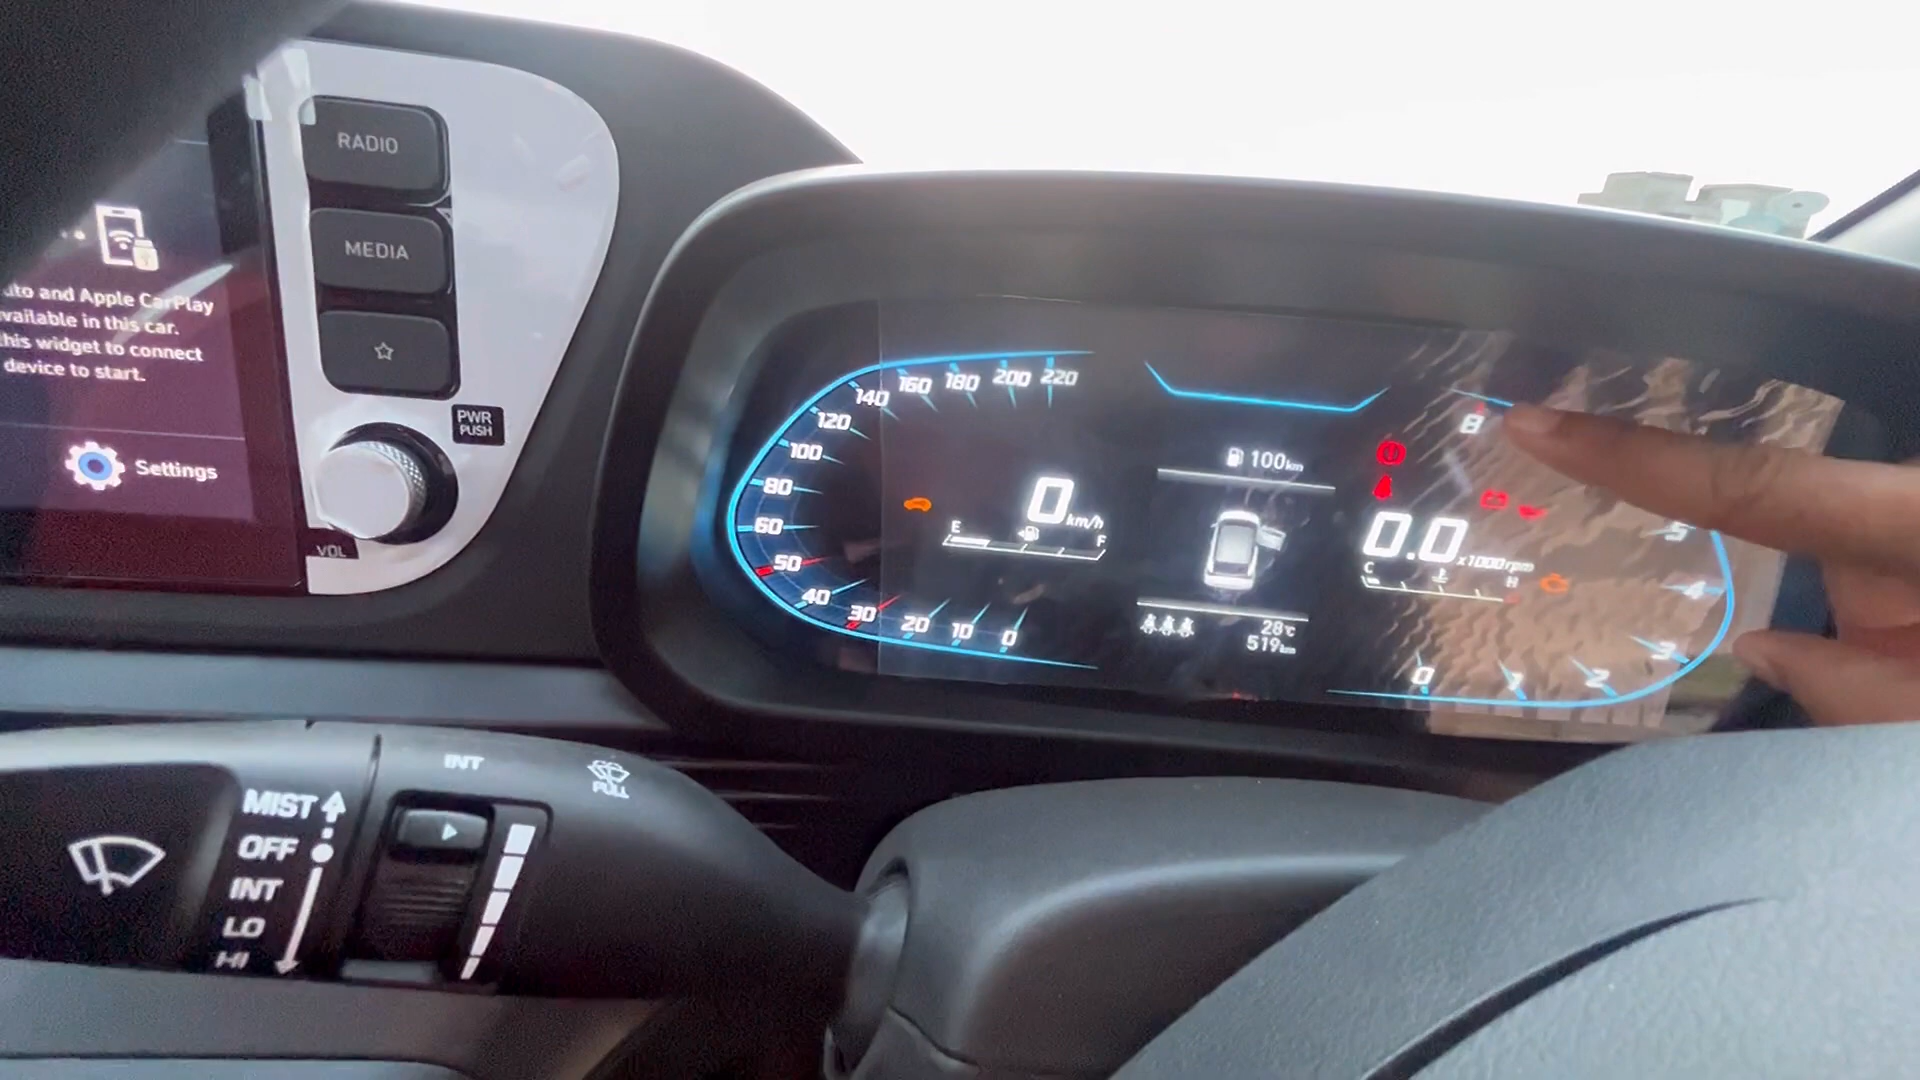 RADIO
MEDIA
PWR
PUSH
VOL
uto and Apple CarPlay
vailable in this car.
this widget to connect
device to start.
Settings
220
200
180
160
140
120
100
80
60
50
40
30
20
10
0
0 km/h
E F
100km
28°C
519km
8
5
4
3
2
1
0
0.0 x1000rpm
C H
INT
FULL
MIST
OFF
INT
LO
HI